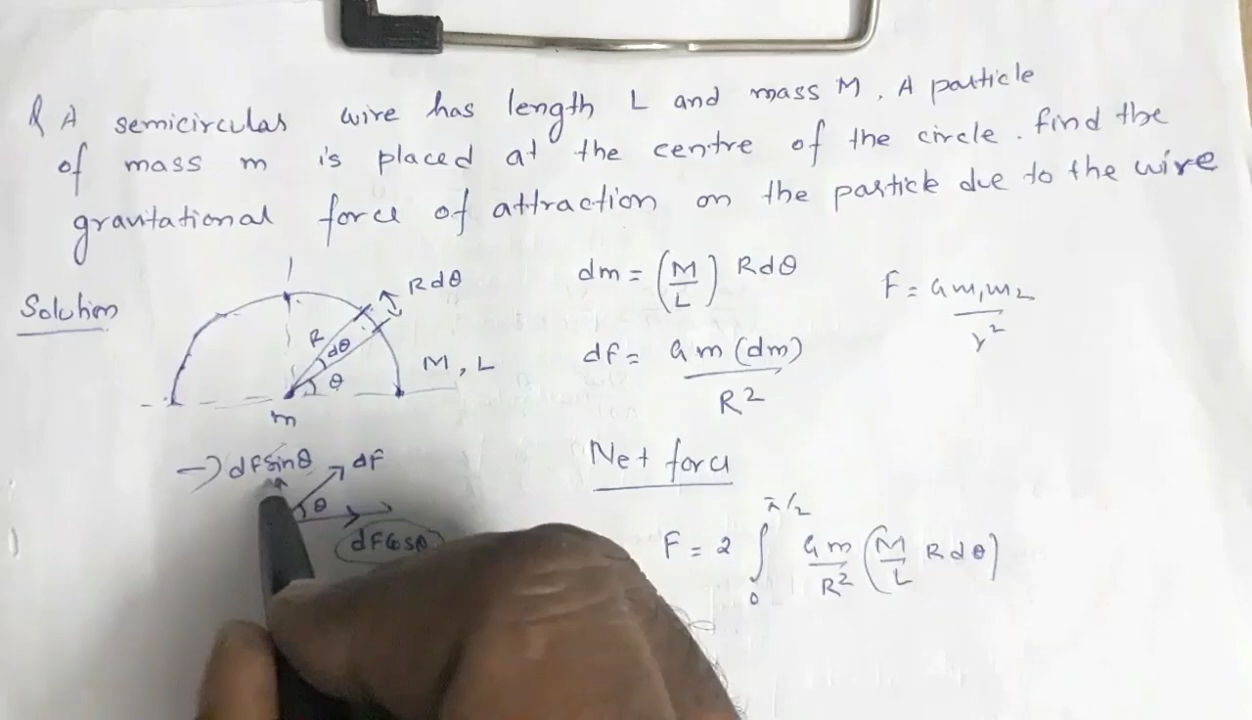 Q A semicircular wire has length L and mass M. A particle
of mass m is placed at the centre of the circle. find the
gravitational force of attraction on the particle due to the wire
Solution
Rdθ
R
dθ
θ
M, L
m
dm = (M/L) Rdθ
F = Gm₁m₂/r²
df = Gm(dm)/R²
→ dFsinθ
dF
θ
dFcosθ
Net force
F = 2 ∫₀^(π/2) Gm/R² (M/L Rdθ)